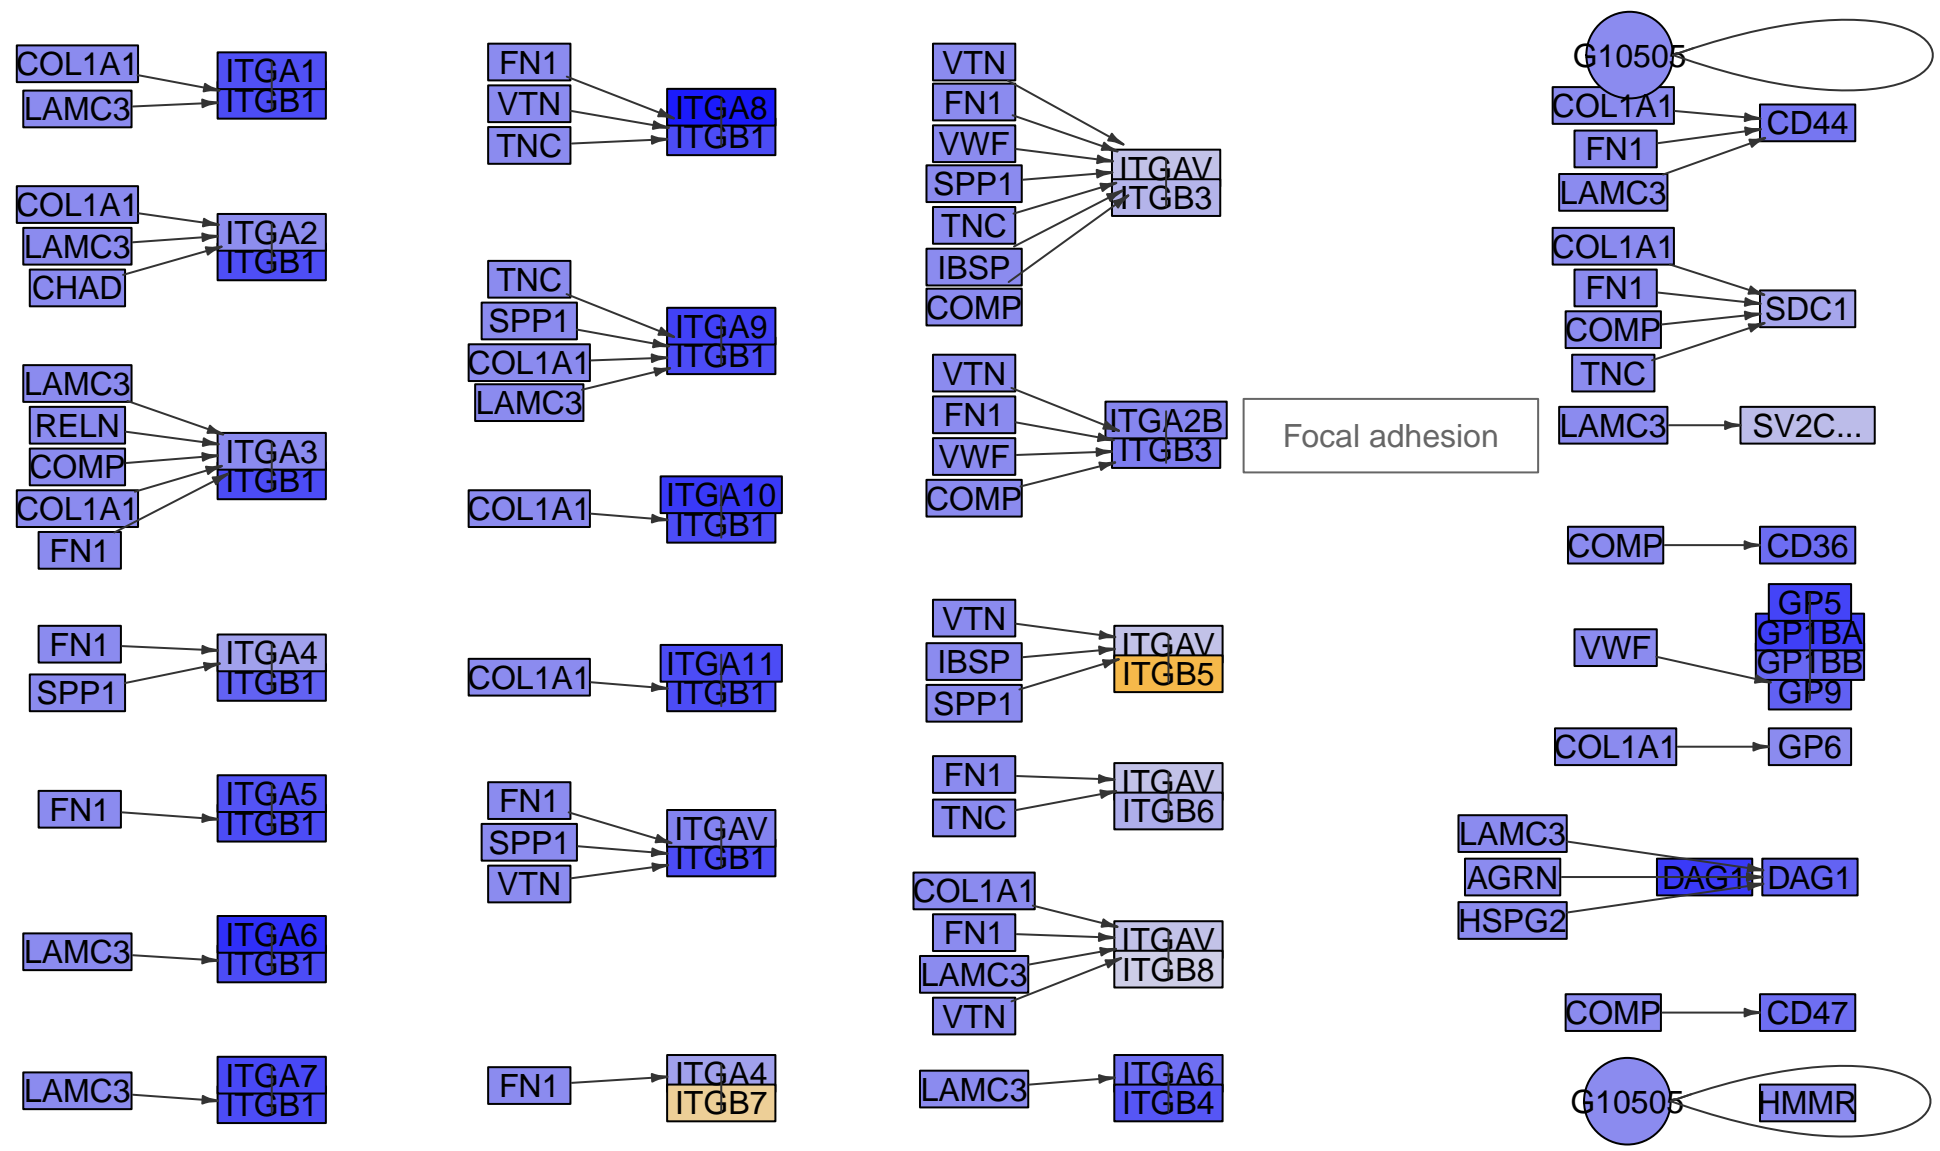 COL1A1
LAMC3
ITGA1
ITGB1
COL1A1
LAMC3
CHAD
ITGA2
ITGB1
LAMC3
RELN
COMP
COL1A1
FN1
ITGA3
ITGB1
FN1
SPP1
ITGA4
ITGB1
FN1
ITGA5
ITGB1
LAMC3
ITGA6
ITGB1
LAMC3
ITGA7
ITGB1
FN1
VTN
TNC
ITGA8
ITGB1
TNC
SPP1
COL1A1
LAMC3
ITGA9
ITGB1
COL1A1
ITGA10
ITGB1
COL1A1
ITGA11
ITGB1
FN1
SPP1
VTN
ITGAV
ITGB1
FN1
ITGA4
ITGB7
VTN
FN1
VWF
SPP1
TNC
IBSP
COMP
ITGAV
ITGB3
VTN
FN1
VWF
COMP
ITGA2B
ITGB3
Focal adhesion
VTN
IBSP
SPP1
ITGAV
ITGB5
FN1
TNC
ITGAV
ITGB6
COL1A1
FN1
LAMC3
VTN
ITGAV
ITGB8
LAMC3
ITGA6
ITGB4
G10505
COL1A1
FN1
LAMC3
CD44
COL1A1
FN1
COMP
TNC
SDC1
LAMC3
SV2C...
COMP
CD36
VWF
GP5
GP1BA
GP1BB
GP9
COL1A1
GP6
LAMC3
AGRN
HSPG2
DAG1
DAG1
COMP
CD47
G10505
HMMR